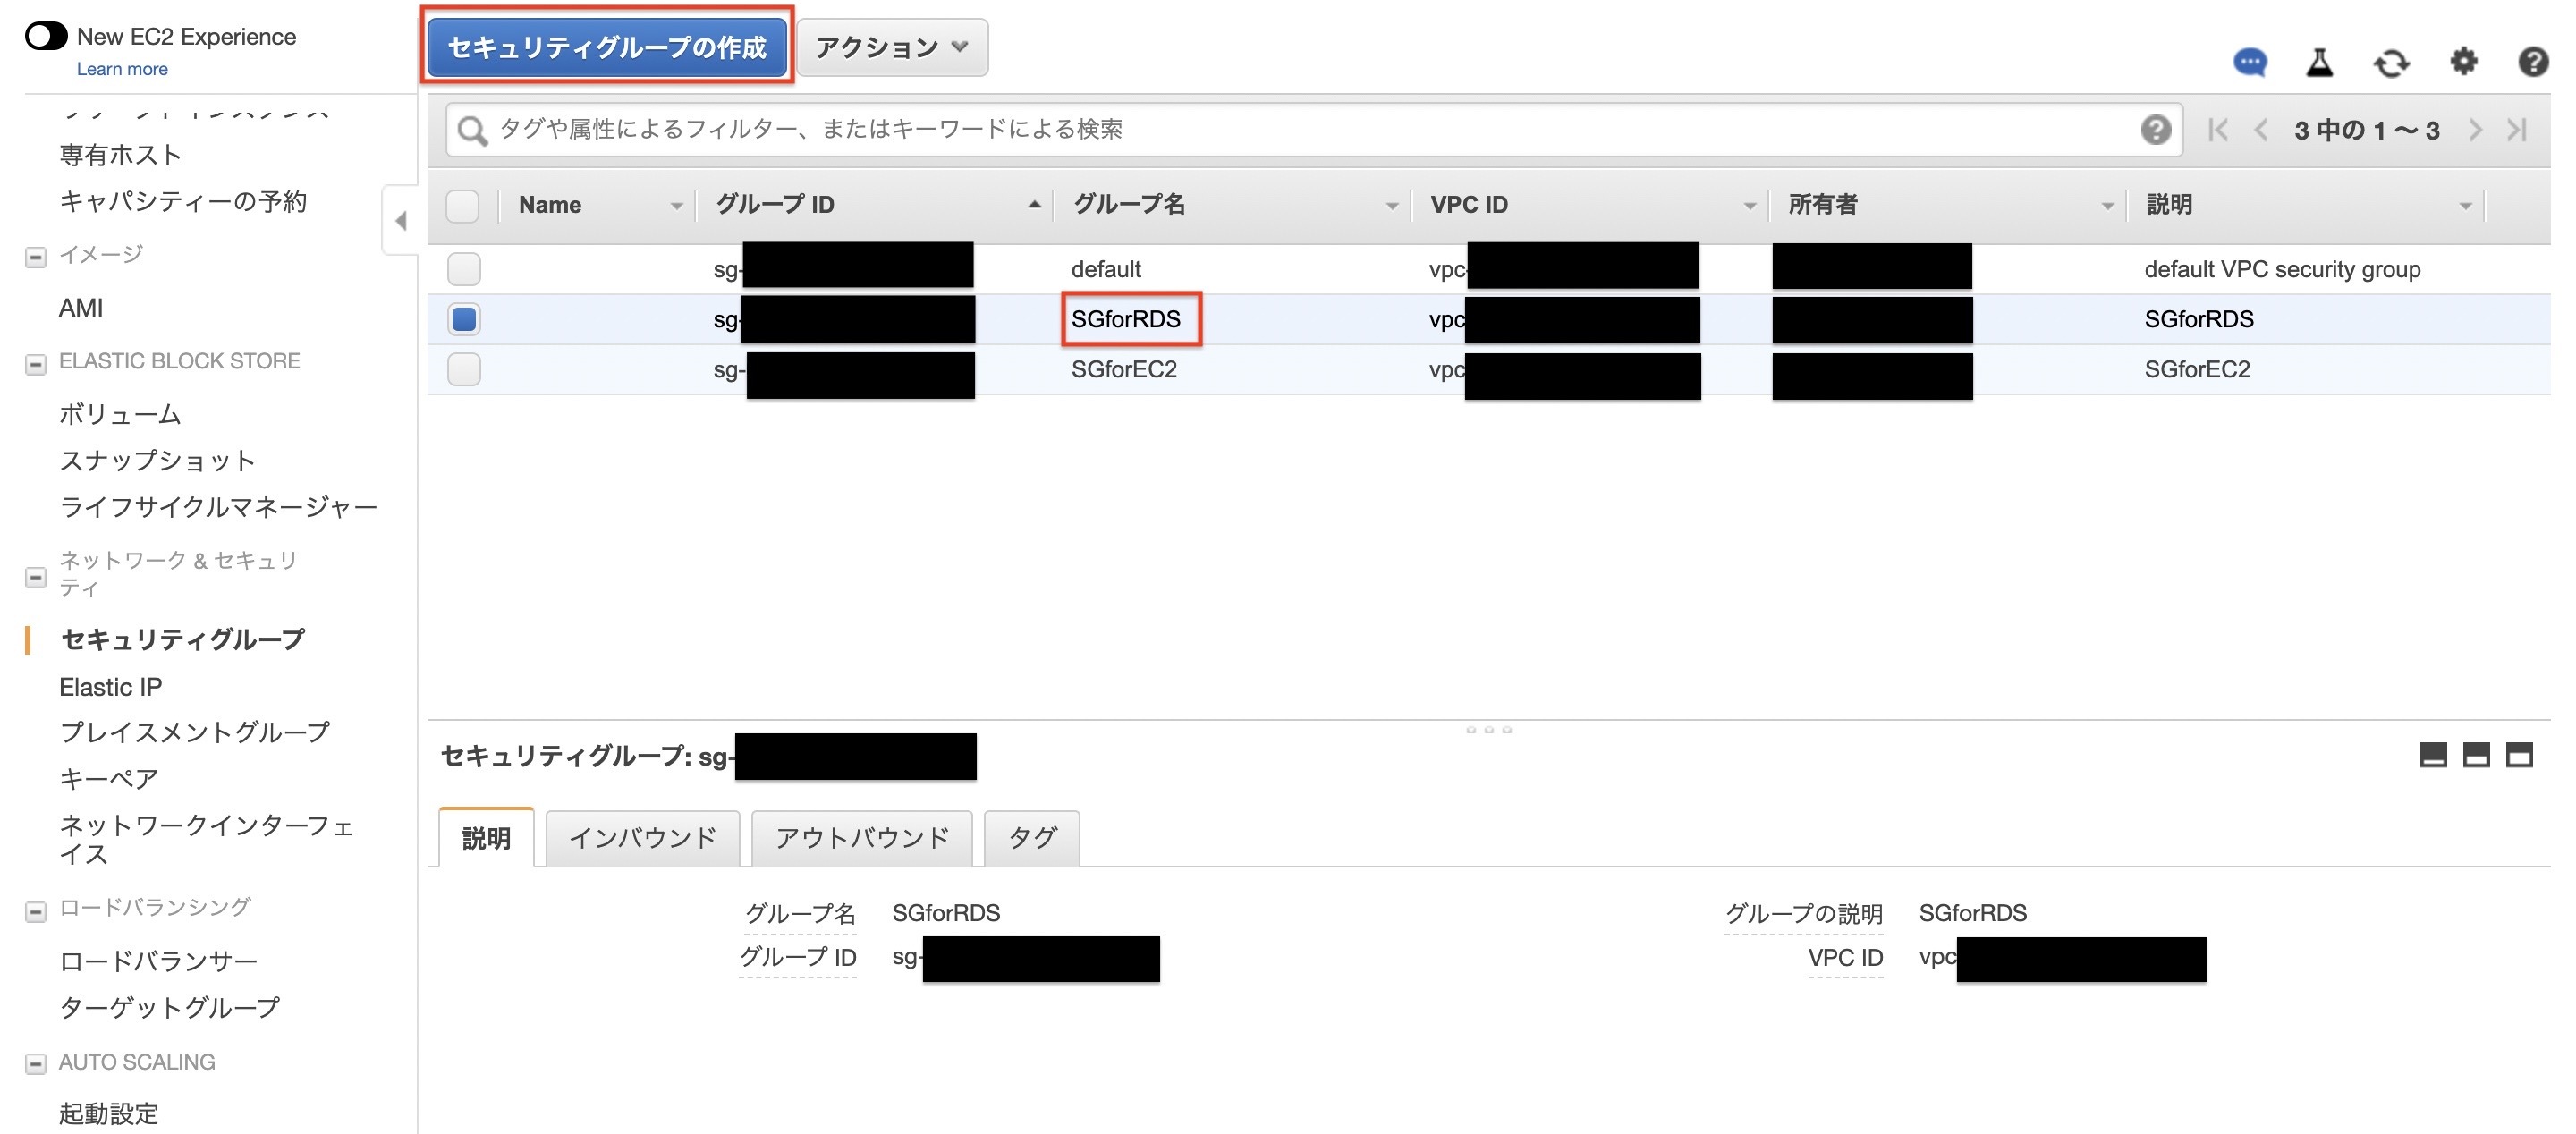 New EC2 Experience
Learn more
専有ホスト
キャパシティーの予約
イメージ
AMI
ELASTIC BLOCK STORE
ボリューム
スナップショット
ライフサイクルマネージャー
ネットワーク & セキュリ
ティ
セキュリティグループ
Elastic IP
プレイスメントグループ
キーペア
ネットワークインターフェ
イス
ロードバランシング
ロードバランサー
ターゲットグループ
AUTO SCALING
起動設定
セキュリティグループの作成 アクション
タグや属性によるフィルター、またはキーワードによる検索 3 中の 1 〜 3
Name グループ ID グループ名 VPC ID 所有者 説明
sg- default vpc- default VPC security group
sg- SGforRDS vpc SGforRDS
sg- SGforEC2 vpc SGforEC2
セキュリティグループ: sg-
説明 インバウンド アウトバウンド タグ
グループ名 SGforRDS グループの説明 SGforRDS
グループ ID sg- VPC ID vpc